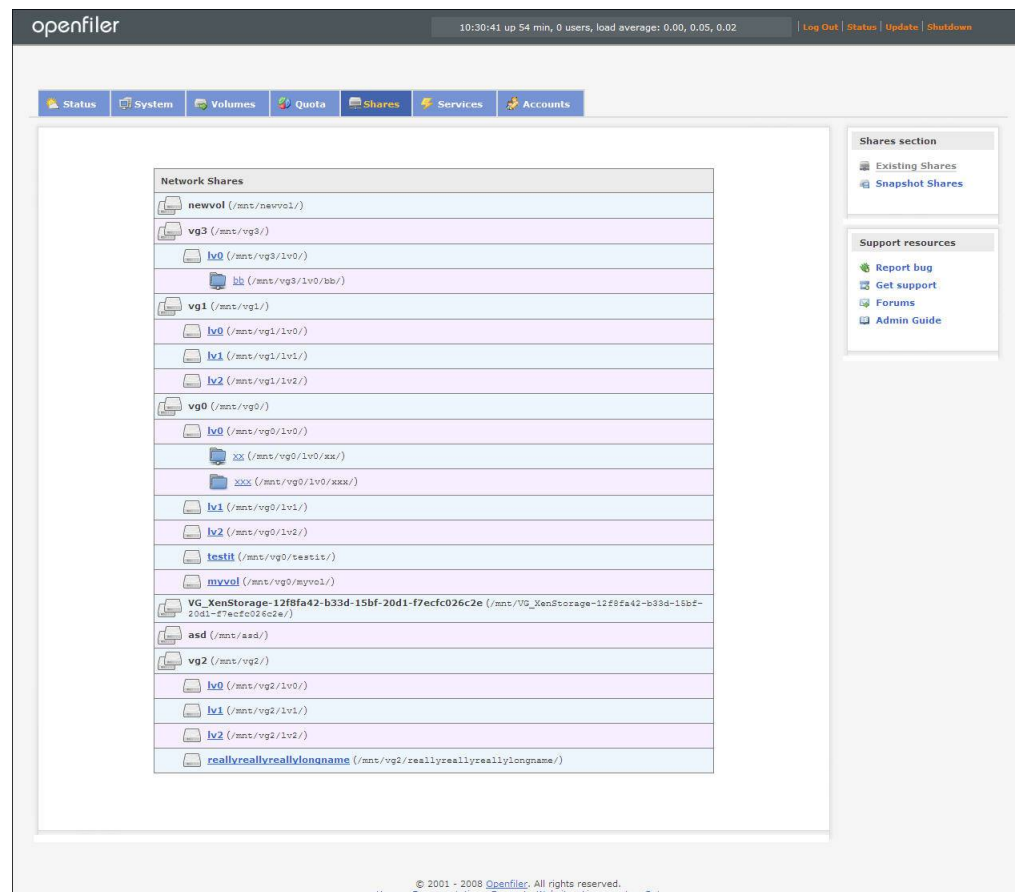 openfiler
10:30:41 up 54 min, 0 users, load average: 0.00, 0.05, 0.02
Log Out | Status | Update | Shutdown
Status System Volumes Quota Shares Services Accounts
Network Shares
newvol (/mnt/newvol/)
vg3 (/mnt/vg3/)
lv0 (/mnt/vg3/lv0/)
bb (/mnt/vg3/lv0/bb/)
vg1 (/mnt/vg1/)
lv0 (/mnt/vg1/lv0/)
lv1 (/mnt/vg1/lv1/)
lv2 (/mnt/vg1/lv2/)
vg0 (/mnt/vg0/)
lv0 (/mnt/vg0/lv0/)
xx (/mnt/vg0/lv0/xx/)
xxx (/mnt/vg0/lv0/xxx/)
lv1 (/mnt/vg0/lv1/)
lv2 (/mnt/vg0/lv2/)
testit (/mnt/vg0/testit/)
myvol (/mnt/vg0/myvol/)
VG_XenStorage-12f8fa42-b33d-15bf-20d1-f7ecfc026c2e (/mnt/VG_XenStorage-12f8fa42-b33d-15bf-
20d1-f7ecfc026c2e/)
asd (/mnt/asd/)
vg2 (/mnt/vg2/)
lv0 (/mnt/vg2/lv0/)
lv1 (/mnt/vg2/lv1/)
lv2 (/mnt/vg2/lv2/)
reallyreallyreallylongname (/mnt/vg2/reallyreallyreallylongname/)
Shares section
Existing Shares
Snapshot Shares
Support resources
Report bug
Get support
Forums
Admin Guide
© 2001 - 2008 Openfiler. All rights reserved.